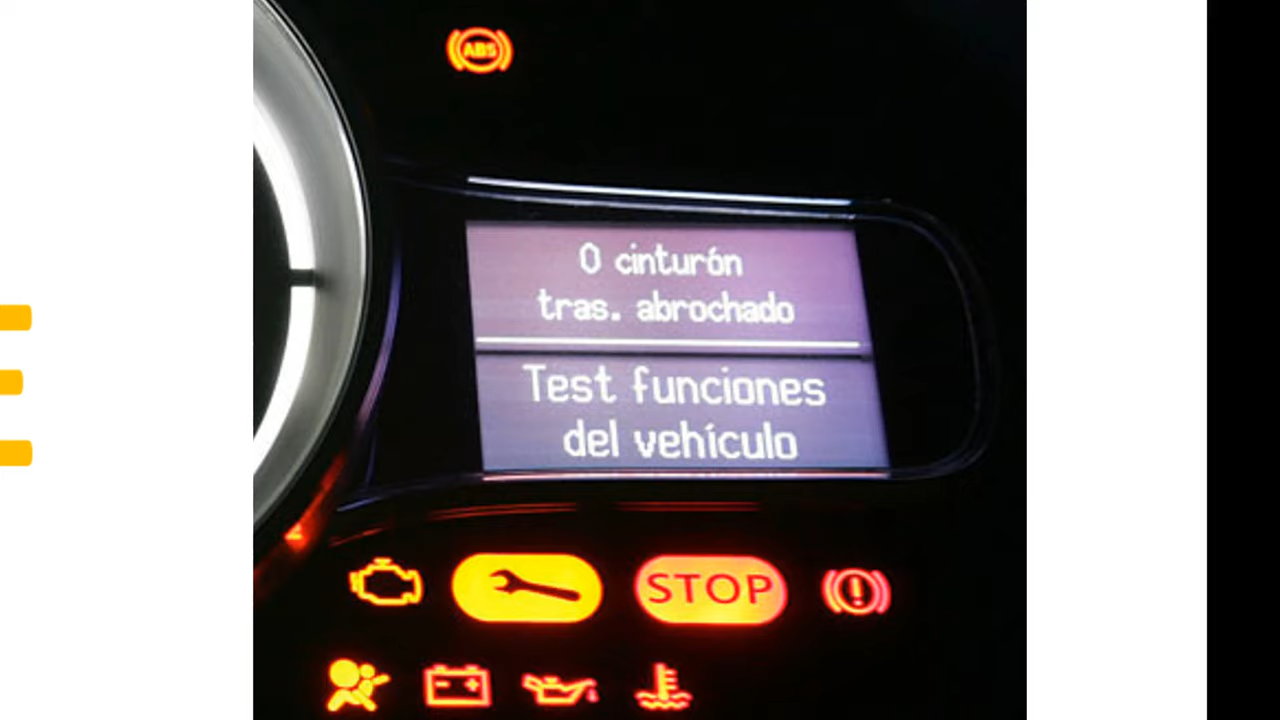 ABS
0 cinturón
tras. abrochado
Test funciones
del vehículo
STOP